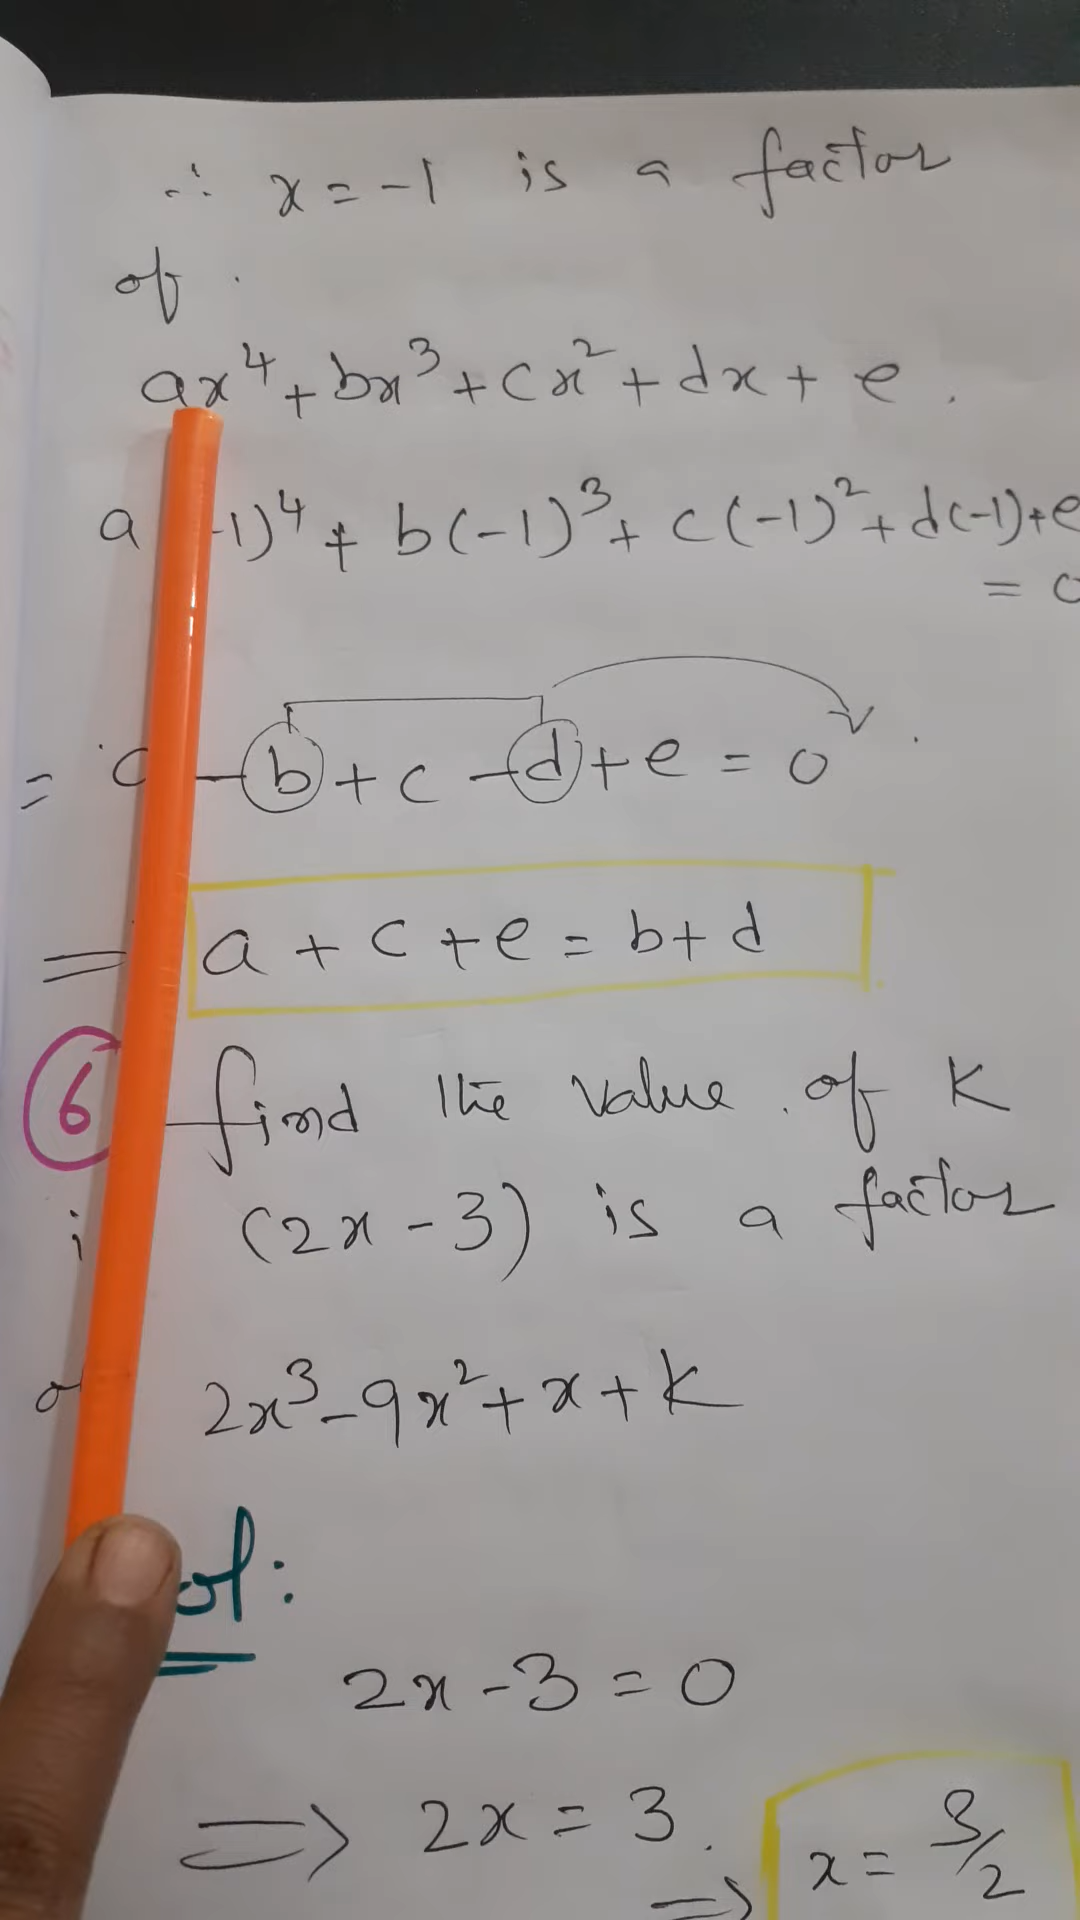 ∴ x = -1 is a factor
of
ax⁴ + bx³ + cx² + dx + e.
a -1)⁴ + b(-1)³ + c(-1)² + d(-1) + e
= 0
= - b + c - d + e = 0
= a + c + e = b + d
6 find the value of K
(2x - 3) is a factor
2x³ - 9x² + x + K
ol:
2x - 3 = 0
⇒ 2x = 3.
⇒ x = 3/2